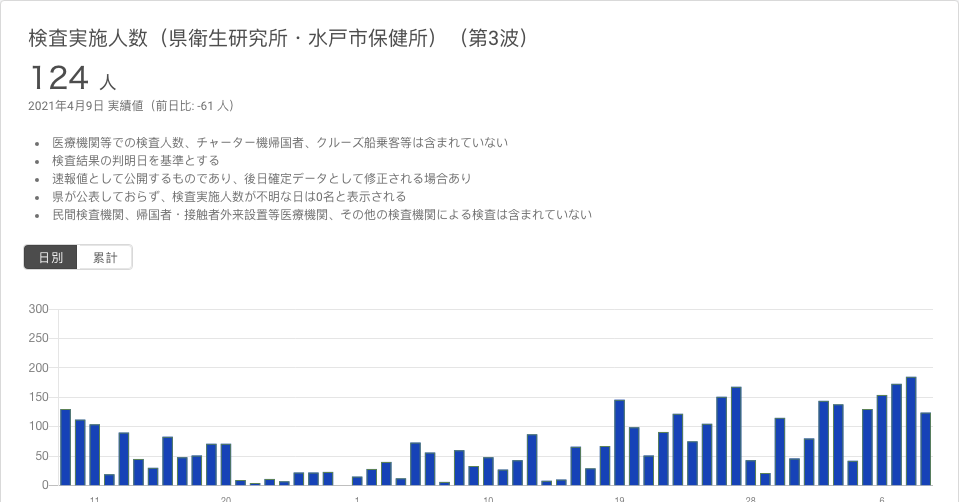 検査実施人数（県衛生研究所・水戸市保健所）（第3波）
124 人
2021年4月9日 実績値（前日比: -61 人）
医療機関等での検査人数、チャーター機帰国者、クルーズ船乗客等は含まれていない
検査結果の判明日を基準とする
速報値として公開するものであり、後日確定データとして修正される場合あり
県が公表しておらず、検査実施人数が不明な日は0名と表示される
民間検査機関、帰国者・接触者外来設置等医療機関、その他の検査機関による検査は含まれていない
日別 累計
300
250
200
150
100
50
0
11 20 1 10 19 28 6